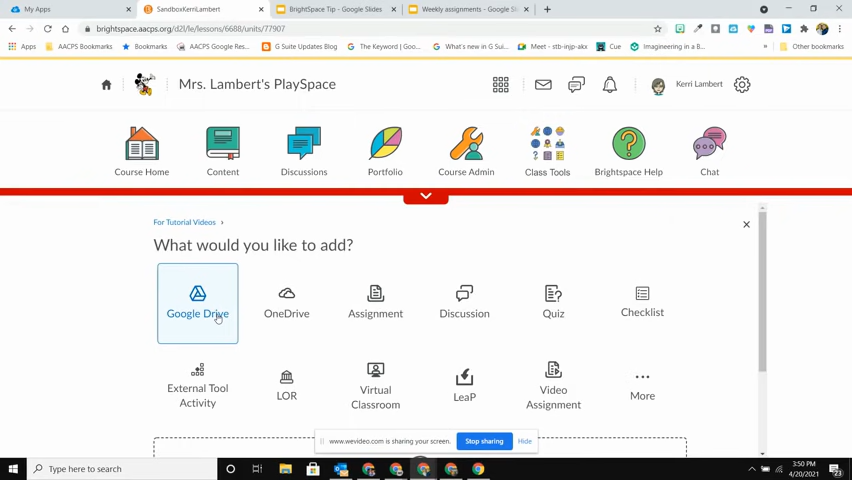 My Apps
SandboxKerriLambert
BrightSpace Tip - Google Slides
Weekly assignments - Google Sli
brightspace.aacps.org/d2l/le/lessons/6688/units/77907
Apps
AACPS Bookmarks
Bookmarks
AACPS Google Res...
G Suite Updates Blog
The Keyword | Goo...
What's new in G Sui...
Meet - stb-injp-akx
Cue
Imagineering in a B...
Other bookmarks
Mrs. Lambert's PlaySpace
Kerri Lambert
Course Home
Content
Discussions
Portfolio
Course Admin
Class Tools
Brightspace Help
Chat
For Tutorial Videos
What would you like to add?
Google Drive
OneDrive
Assignment
Discussion
Quiz
Checklist
External Tool
Activity
LOR
Virtual
Classroom
LeaP
Video
Assignment
More
www.wevideo.com is sharing your screen.
Stop sharing
Hide
Type here to search
3:50 PM
4/20/2021
23